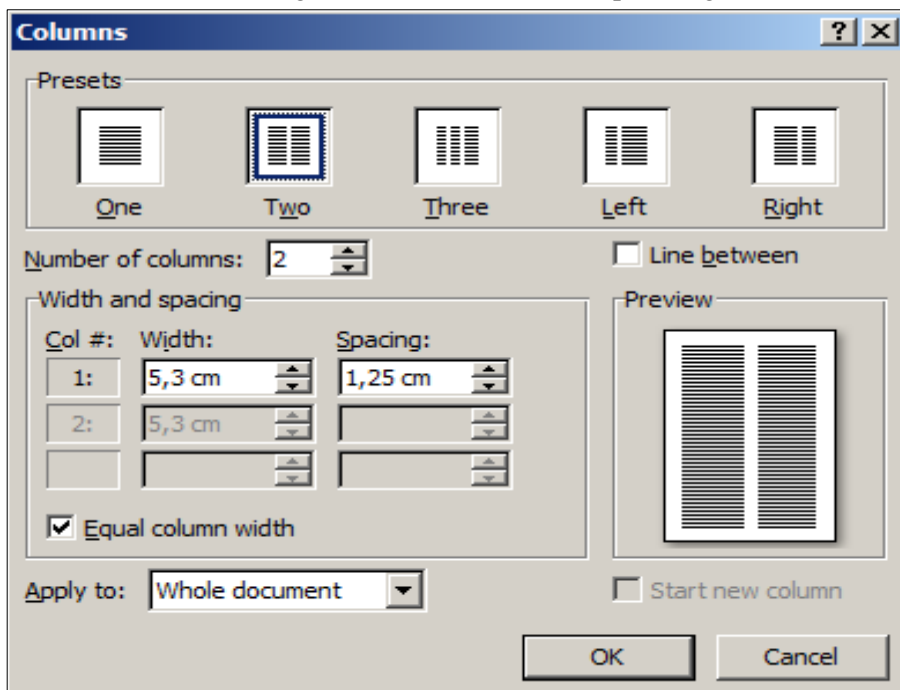 Columns
Presets
One Two Three Left Right
Number of columns: 2 Line between
Width and spacing Preview
Col #: Width: Spacing:
1: 5,3 cm 1,25 cm
2: 5,3 cm
Equal column width
Apply to: Whole document Start new column
OK Cancel